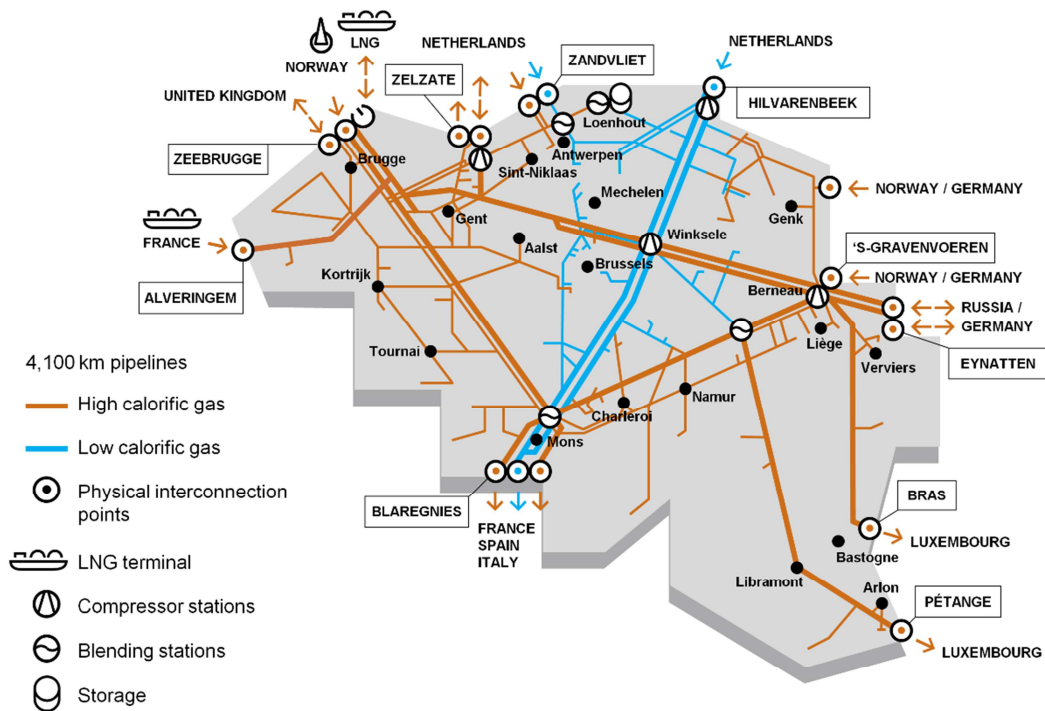 LNG
NORWAY
NETHERLANDS
NETHERLANDS
ZANDVLIET
ZELZATE
HILVARENBEEK
UNITED KINGDOM
Loenhout
ZEEBRUGGE
Brugge
Antwerpen
Sint-Niklaas
Mechelen
NORWAY / GERMANY
Genk
Gent
FRANCE
Winksele
Aalst
'S-GRAVENVOEREN
Brussels
NORWAY / GERMANY
Kortrijk
Berneau
ALVERINGEM
RUSSIA /
GERMANY
Liège
Tournai
Verviers
EYNATTEN
4,100 km pipelines
High calorific gas
Low calorific gas
Physical interconnection
points
LNG terminal
Compressor stations
Blending stations
Storage
Namur
Charleroi
Mons
BLAREGNIES
FRANCE
SPAIN
ITALY
BRAS
LUXEMBOURG
Bastogne
Libramont
Arlon
PÉTANGE
LUXEMBOURG